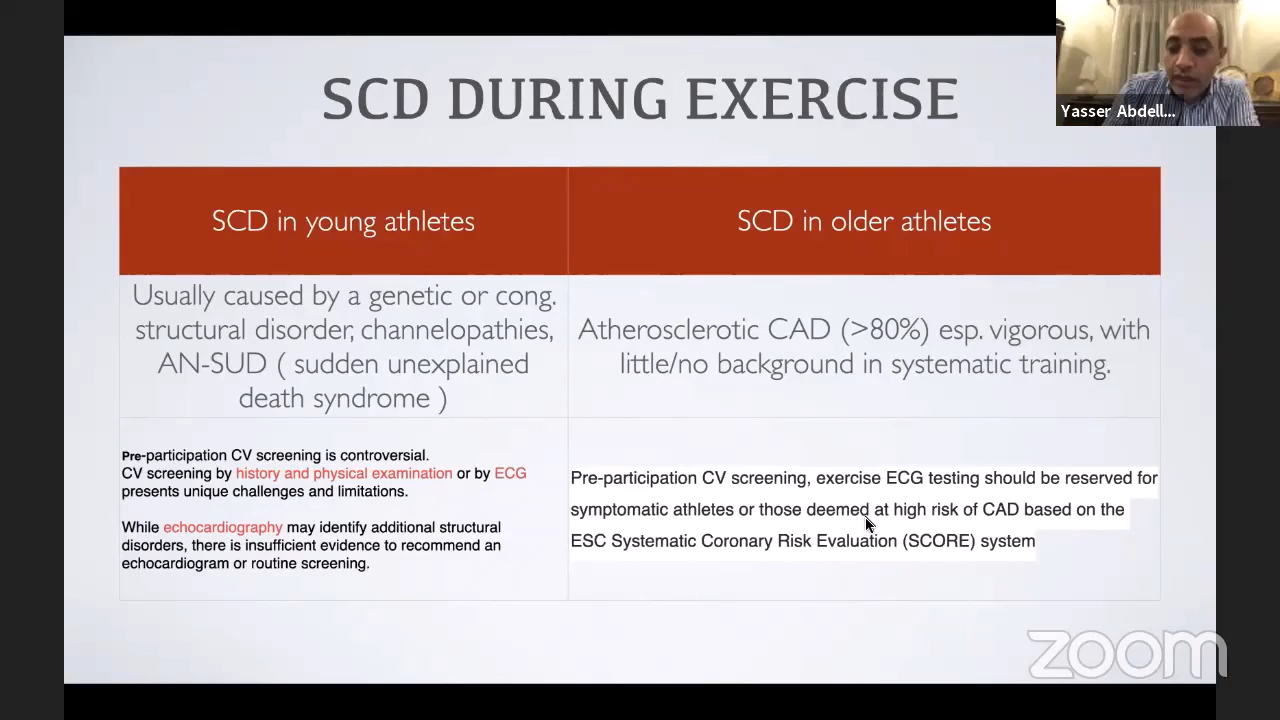 SCD DURING EXERCISE
Yasser Abdell...
SCD in young athletes
SCD in older athletes
Usually caused by a genetic or cong.
structural disorder, channelopathies,
AN-SUD ( sudden unexplained
death syndrome )
Atherosclerotic CAD (>80%) esp. vigorous, with
little/no background in systematic training.
Pre-participation CV screening is controversial.
CV screening by history and physical examination or by ECG
presents unique challenges and limitations.
While echocardiography may identify additional structural
disorders, there is insufficient evidence to recommend an
echocardiogram or routine screening.
Pre-participation CV screening, exercise ECG testing should be reserved for
symptomatic athletes or those deemed at high risk of CAD based on the
ESC Systematic Coronary Risk Evaluation (SCORE) system
zoom